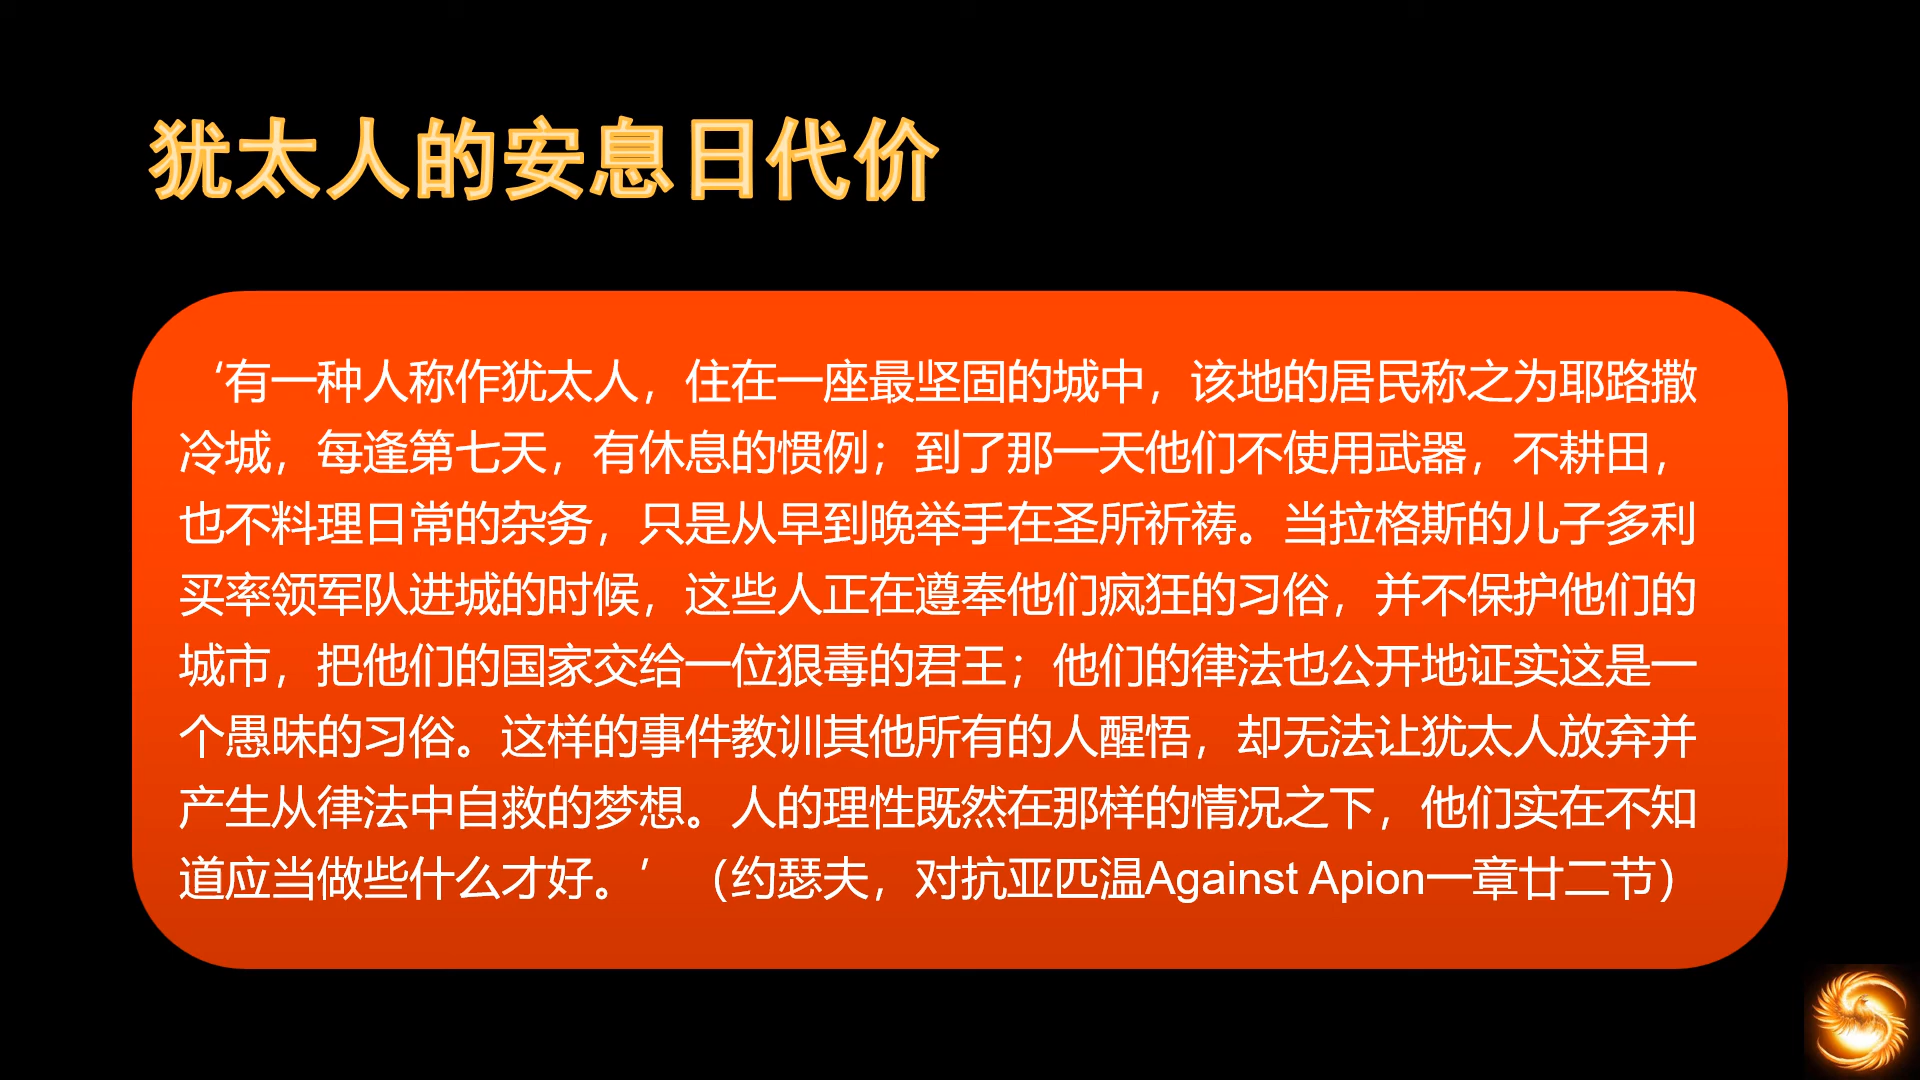 犹太人的安息日代价
‘有一种人称作犹太人，住在一座最坚固的城中，该地的居民称之为耶路撒
冷城，每逢第七天，有休息的惯例；到了那一天他们不使用武器，不耕田，
也不料理日常的杂务，只是从早到晚举手在圣所祈祷。当拉格斯的儿子多利
买率领军队进城的时候，这些人正在遵奉他们疯狂的习俗，并不保护他们的
城市，把他们的国家交给一位狠毒的君王；他们的律法也公开地证实这是一
个愚昧的习俗。这样的事件教训其他所有的人醒悟，却无法让犹太人放弃并
产生从律法中自救的梦想。人的理性既然在那样的情况之下，他们实在不知
道应当做些什么才好。’ （约瑟夫，对抗亚匹温Against Apion一章廿二节）